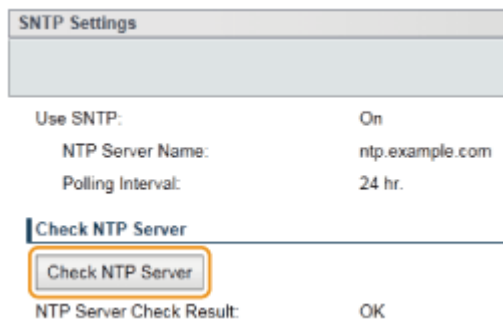 SNTP Settings
Use SNTP: On
NTP Server Name: ntp.example.com
Polling Interval: 24 hr.
Check NTP Server
Check NTP Server
NTP Server Check Result: OK